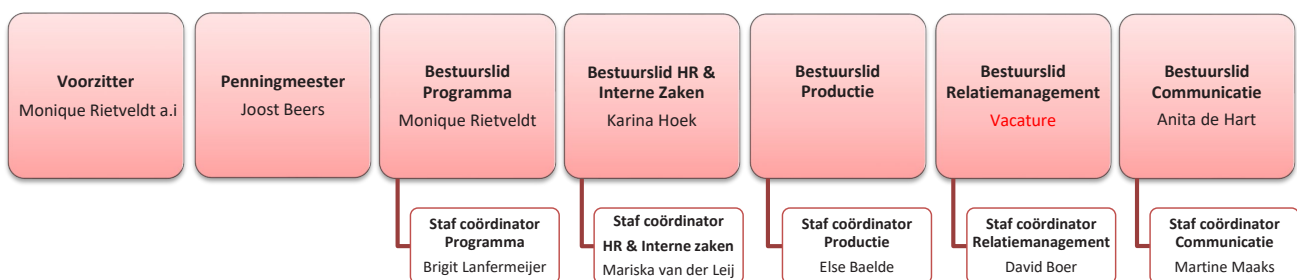 Voorzitter
Monique Rietveldt a.i
Penningmeester
Joost Beers
Bestuurslid
Programma
Monique Rietveldt
Bestuurslid HR &
Interne Zaken
Karina Hoek
Bestuurslid
Productie
Bestuurslid
Relatiemanagement
Vacature
Bestuurslid
Communicatie
Anita de Hart
Staf coördinator
Programma
Brigit Lanfermeijer
Staf coördinator
HR & Interne zaken
Mariska van der Leij
Staf coördinator
Productie
Else Baelde
Staf coördinator
Relatiemanagement
David Boer
Staf coördinator
Communicatie
Martine Maaks